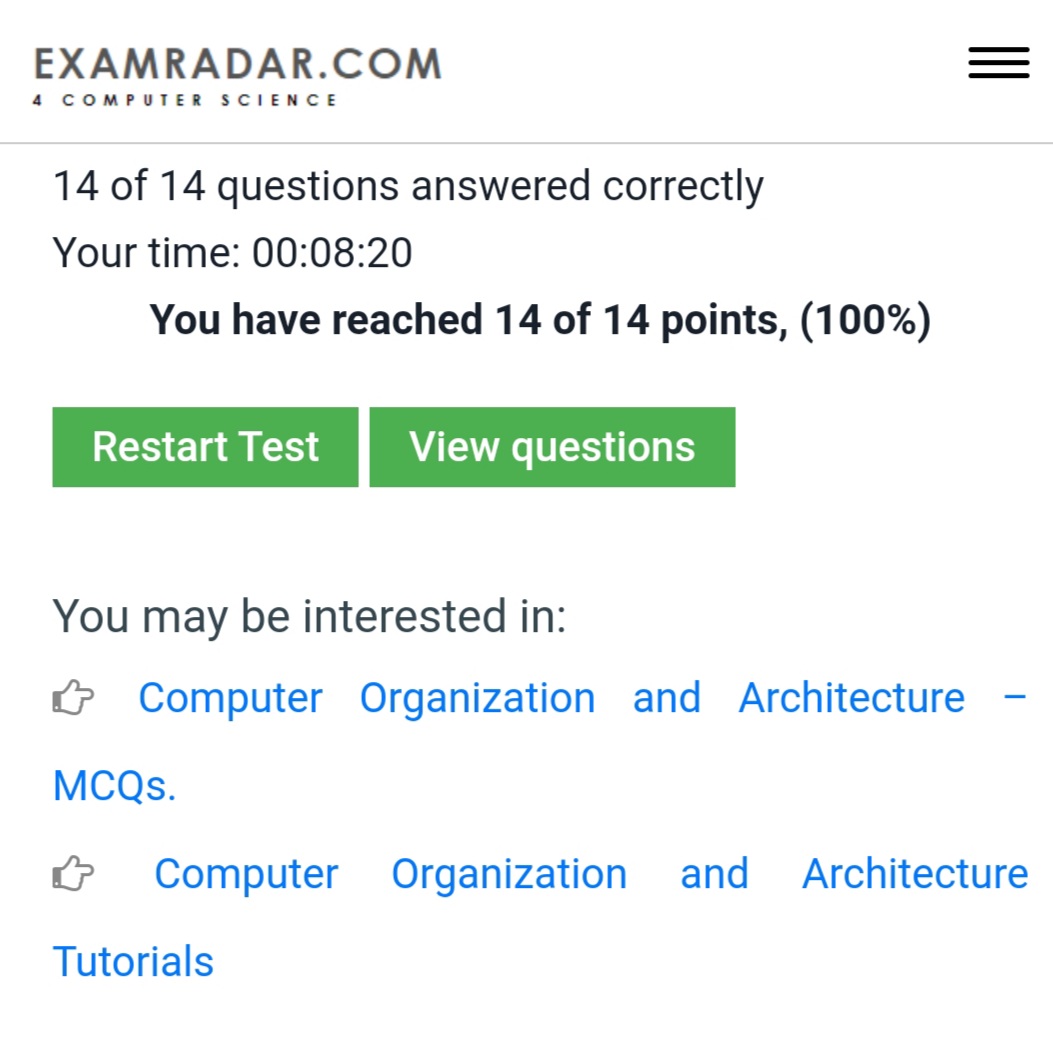 EXAMRADAR.COM
4 COMPUTER SCIENCE
14 of 14 questions answered correctly
Your time: 00:08:20
You have reached 14 of 14 points, (100%)
Restart Test View questions
You may be interested in:
Computer Organization and Architecture –
MCQs.
Computer Organization and Architecture
Tutorials